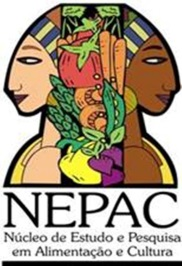 NEPAC
Núcleo de Estudo e Pesquisa
em Alimentação e Cultura